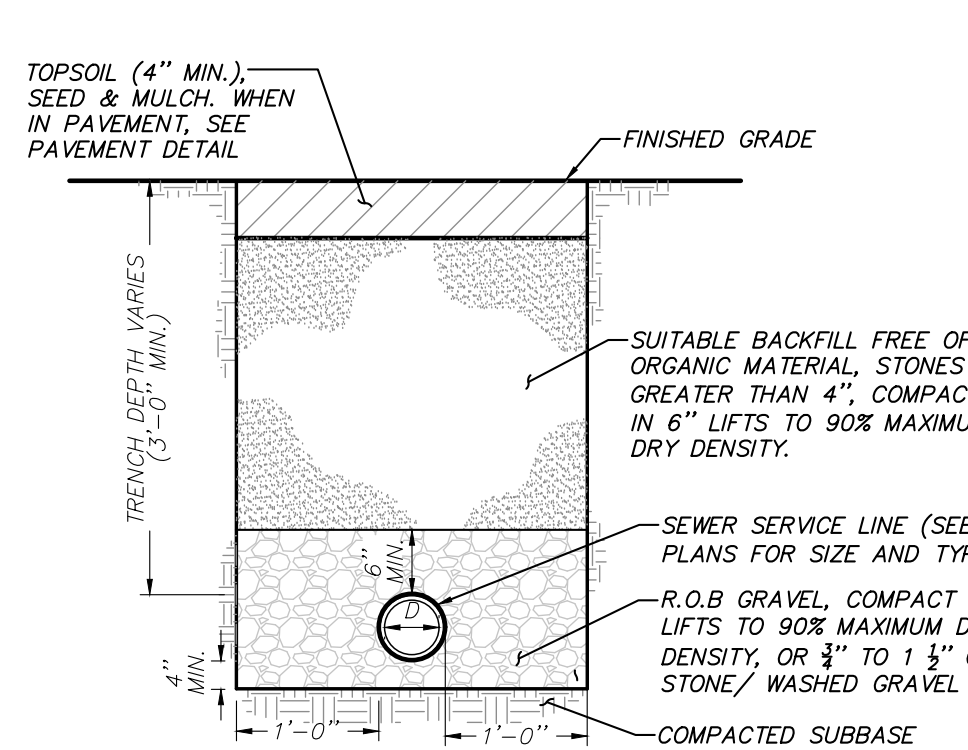 TOPSOIL (4" MIN.),
SEED & MULCH. WHEN
IN PAVEMENT, SEE
PAVEMENT DETAIL
FINISHED GRADE
TRENCH DEPTH VARIES
(3'-0" MIN.)
SUITABLE BACKFILL FREE OF
ORGANIC MATERIAL, STONES
GREATER THAN 4", COMPAC
IN 6" LIFTS TO 90% MAXIMU
DRY DENSITY.
SEWER SERVICE LINE (SEE
PLANS FOR SIZE AND TYP
6"
MIN.
D
R.O.B GRAVEL, COMPACT
LIFTS TO 90% MAXIMUM D
DENSITY, OR 3/4" TO 1 1/2"
STONE/ WASHED GRAVEL
4"
MIN.
1'-0"
1'-0"
COMPACTED SUBBASE